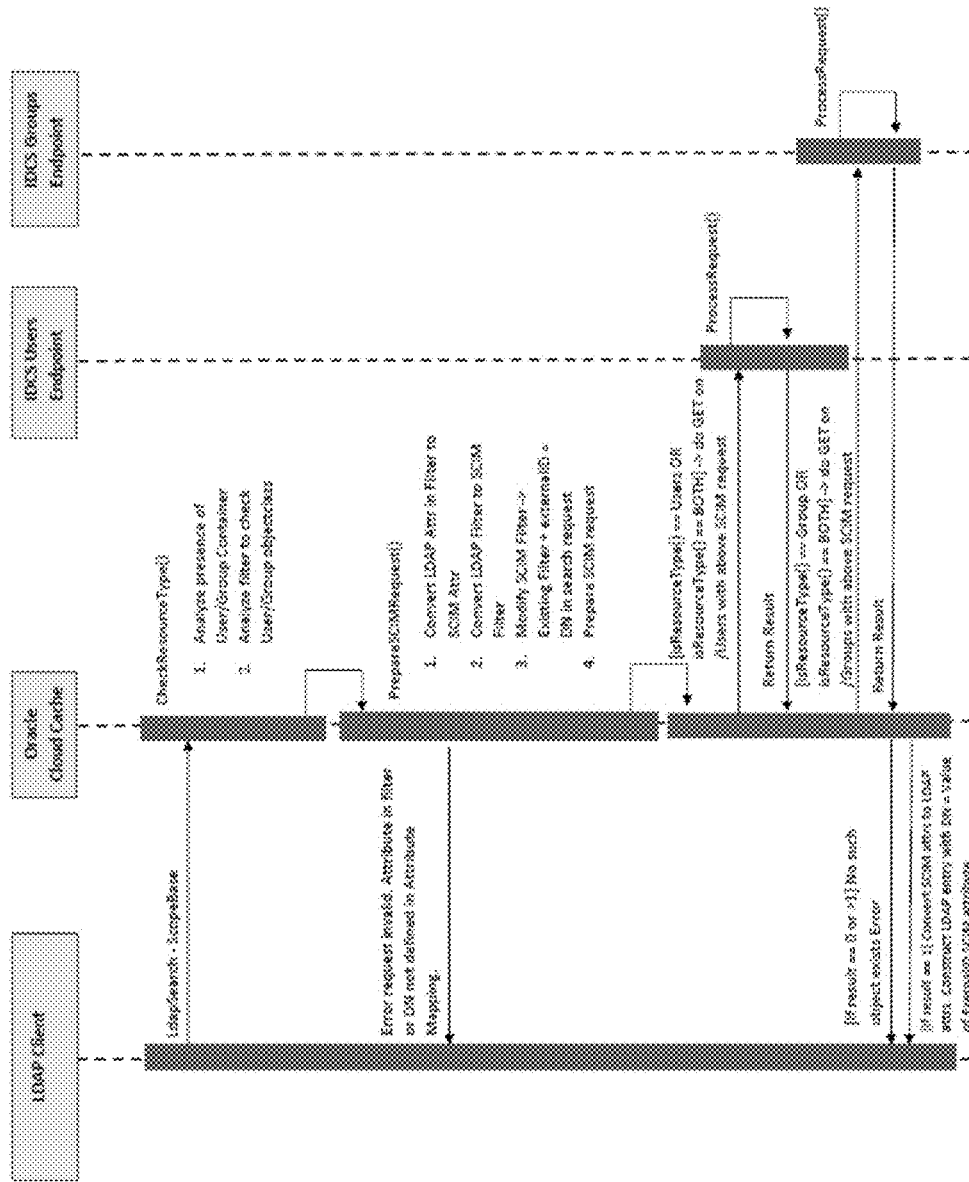 LDAP Client
Oracle
Cloud Cache
IDCS Users
Endpoint
IDCS Groups
Endpoint
LdapSearch - ScopeBase
CheckResourceType()
1. Analyze presence of
User/Group Container
2. Analyze filter to check
User/Group objectclass
PrepareSCIMRequest()
1. Convert LDAP Attr in Filter to
SCIM Attr
2. Convert LDAP Filter to SCIM
Filter
3. Modify SCIM Filter ->
Existing Filter + externalID =
DN in search request
4. Prepare SCIM request
Error request invalid. Attribute in filter
or DN not defined in Attribute
Mapping.
[isResourceType() == Users OR
isResourceType() == BOTH] -> do GET on
/Users with above SCIM request
ProcessRequest()
Return Result
[isResourceType() == Group OR
isResourceType() == BOTH] -> do GET on
/Groups with above SCIM request
ProcessRequest()
Return Result
[If result == 0 or >1] No such
object exists Error
[If result == 1] Convert SCIM attrs to LDAP
attrs. Construct LDAP entry with DN = Value